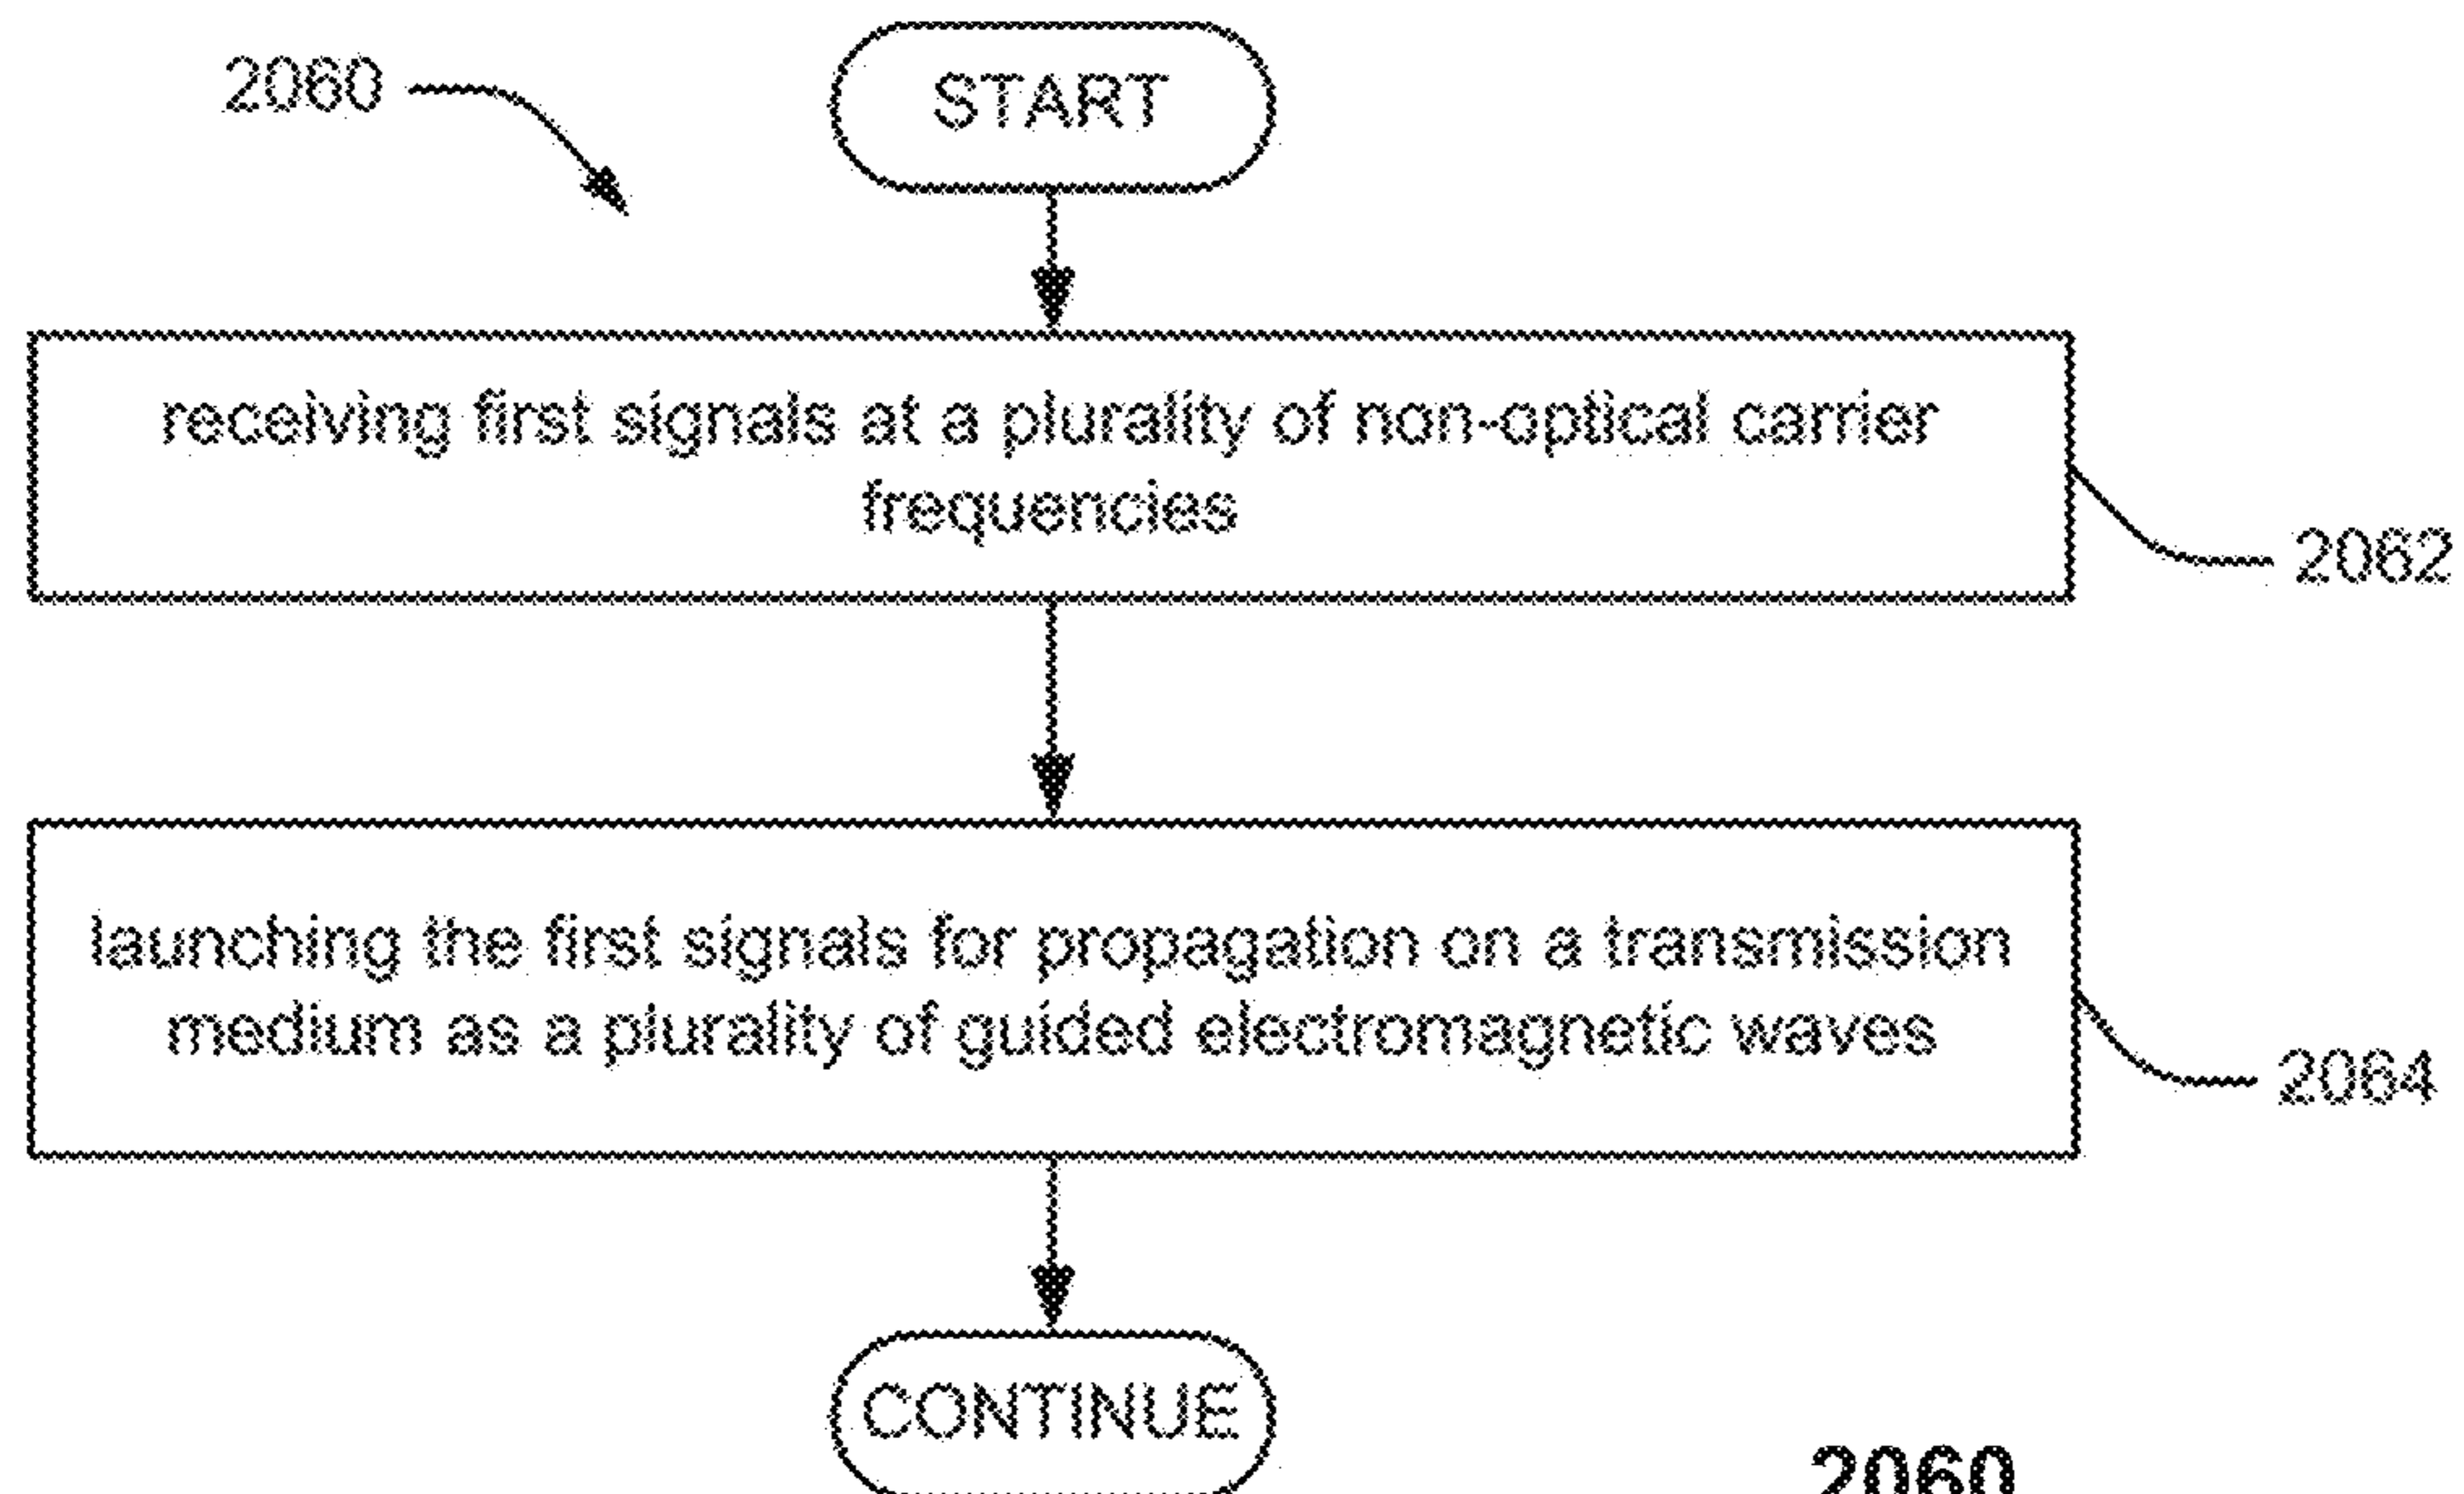 2060
START
receiving first signals at a plurality of non-optical carrier
frequencies
2062
launching the first signals for propagation on a transmission
medium as a plurality of guided electromagnetic waves
2064
CONTINUE
2060